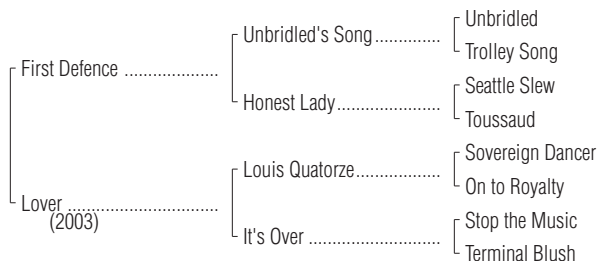 Unbridled
Unbridled's Song..............
Trolley Song
First Defence ....................
Seattle Slew
Honest Lady......................
Toussaud
Sovereign Dancer
Louis Quatorze..................
On to Royalty
Lover ................................
(2003)
Stop the Music
It's Over ............................
Terminal Blush